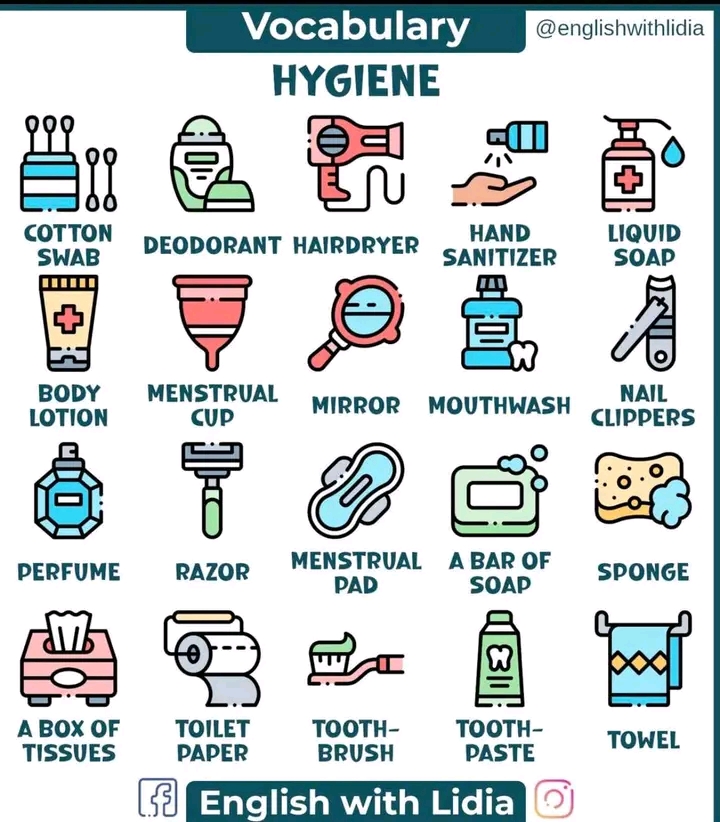 Vocabulary
@englishwithlidia
HYGIENE
COTTON
SWAB
DEODORANT
HAIRDRYER
HAND
SANITIZER
LIQUID
SOAP
BODY
LOTION
MENSTRUAL
CUP
MIRROR
MOUTHWASH
NAIL
CLIPPERS
PERFUME
RAZOR
MENSTRUAL
PAD
A BAR OF
SOAP
SPONGE
A BOX OF
TISSUES
TOILET
PAPER
TOOTH-
BRUSH
TOOTH-
PASTE
TOWEL
English with Lidia